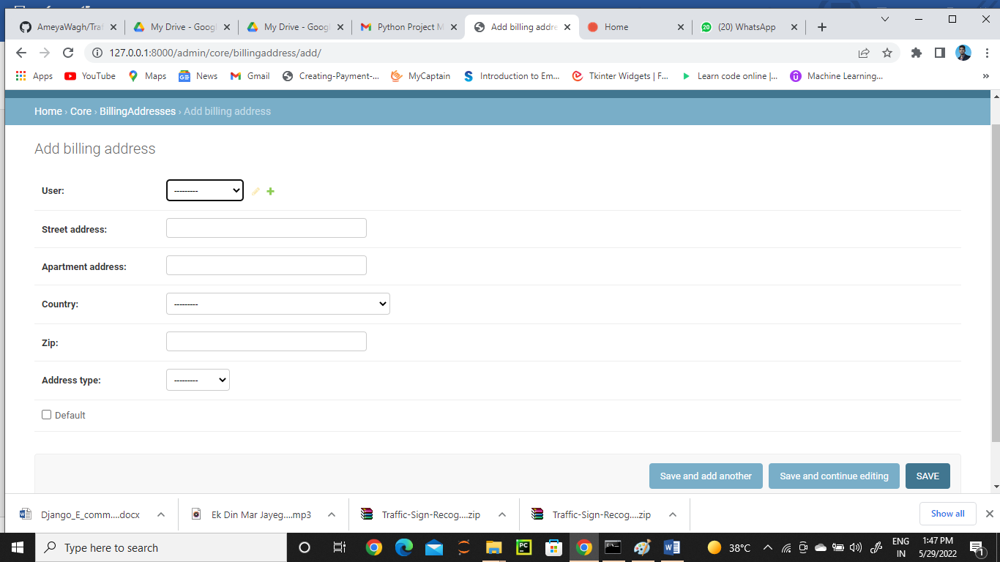 AmeyaWagh/Traf
My Drive - Googl
My Drive - Googl
Python Project M
Add billing addre
Home
(20) WhatsApp
127.0.0.1:8000/admin/core/billingaddress/add/
Apps
YouTube
Maps
News
Gmail
Creating-Payment-...
MyCaptain
Introduction to Em...
Tkinter Widgets | F...
Learn code online |...
Machine Learning...
»
Home › Core › BillingAddresses › Add billing address
Add billing address
User:
---------
Street address:
Apartment address:
Country:
---------
Zip:
Address type:
---------
Default
Save and add another
Save and continue editing
SAVE
Django_E_comm....docx
Ek Din Mar Jayeg....mp3
Traffic-Sign-Recog....zip
Traffic-Sign-Recog....zip
Show all
Type here to search
38°C
ENG
IN
1:47 PM
5/29/2022
1